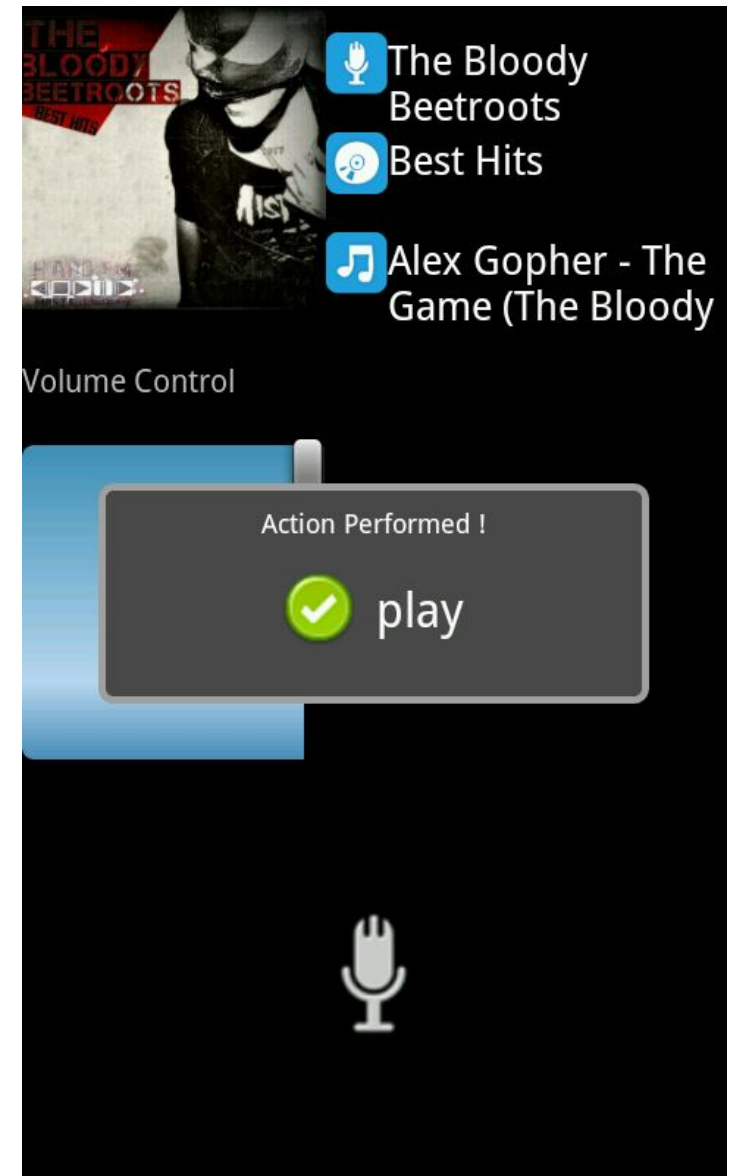 THE
BLOODY
BEETROOTS
BEST HITS
The Bloody
Beetroots
Best Hits
Alex Gopher - The
Game (The Bloody
Volume Control
Action Performed !
play